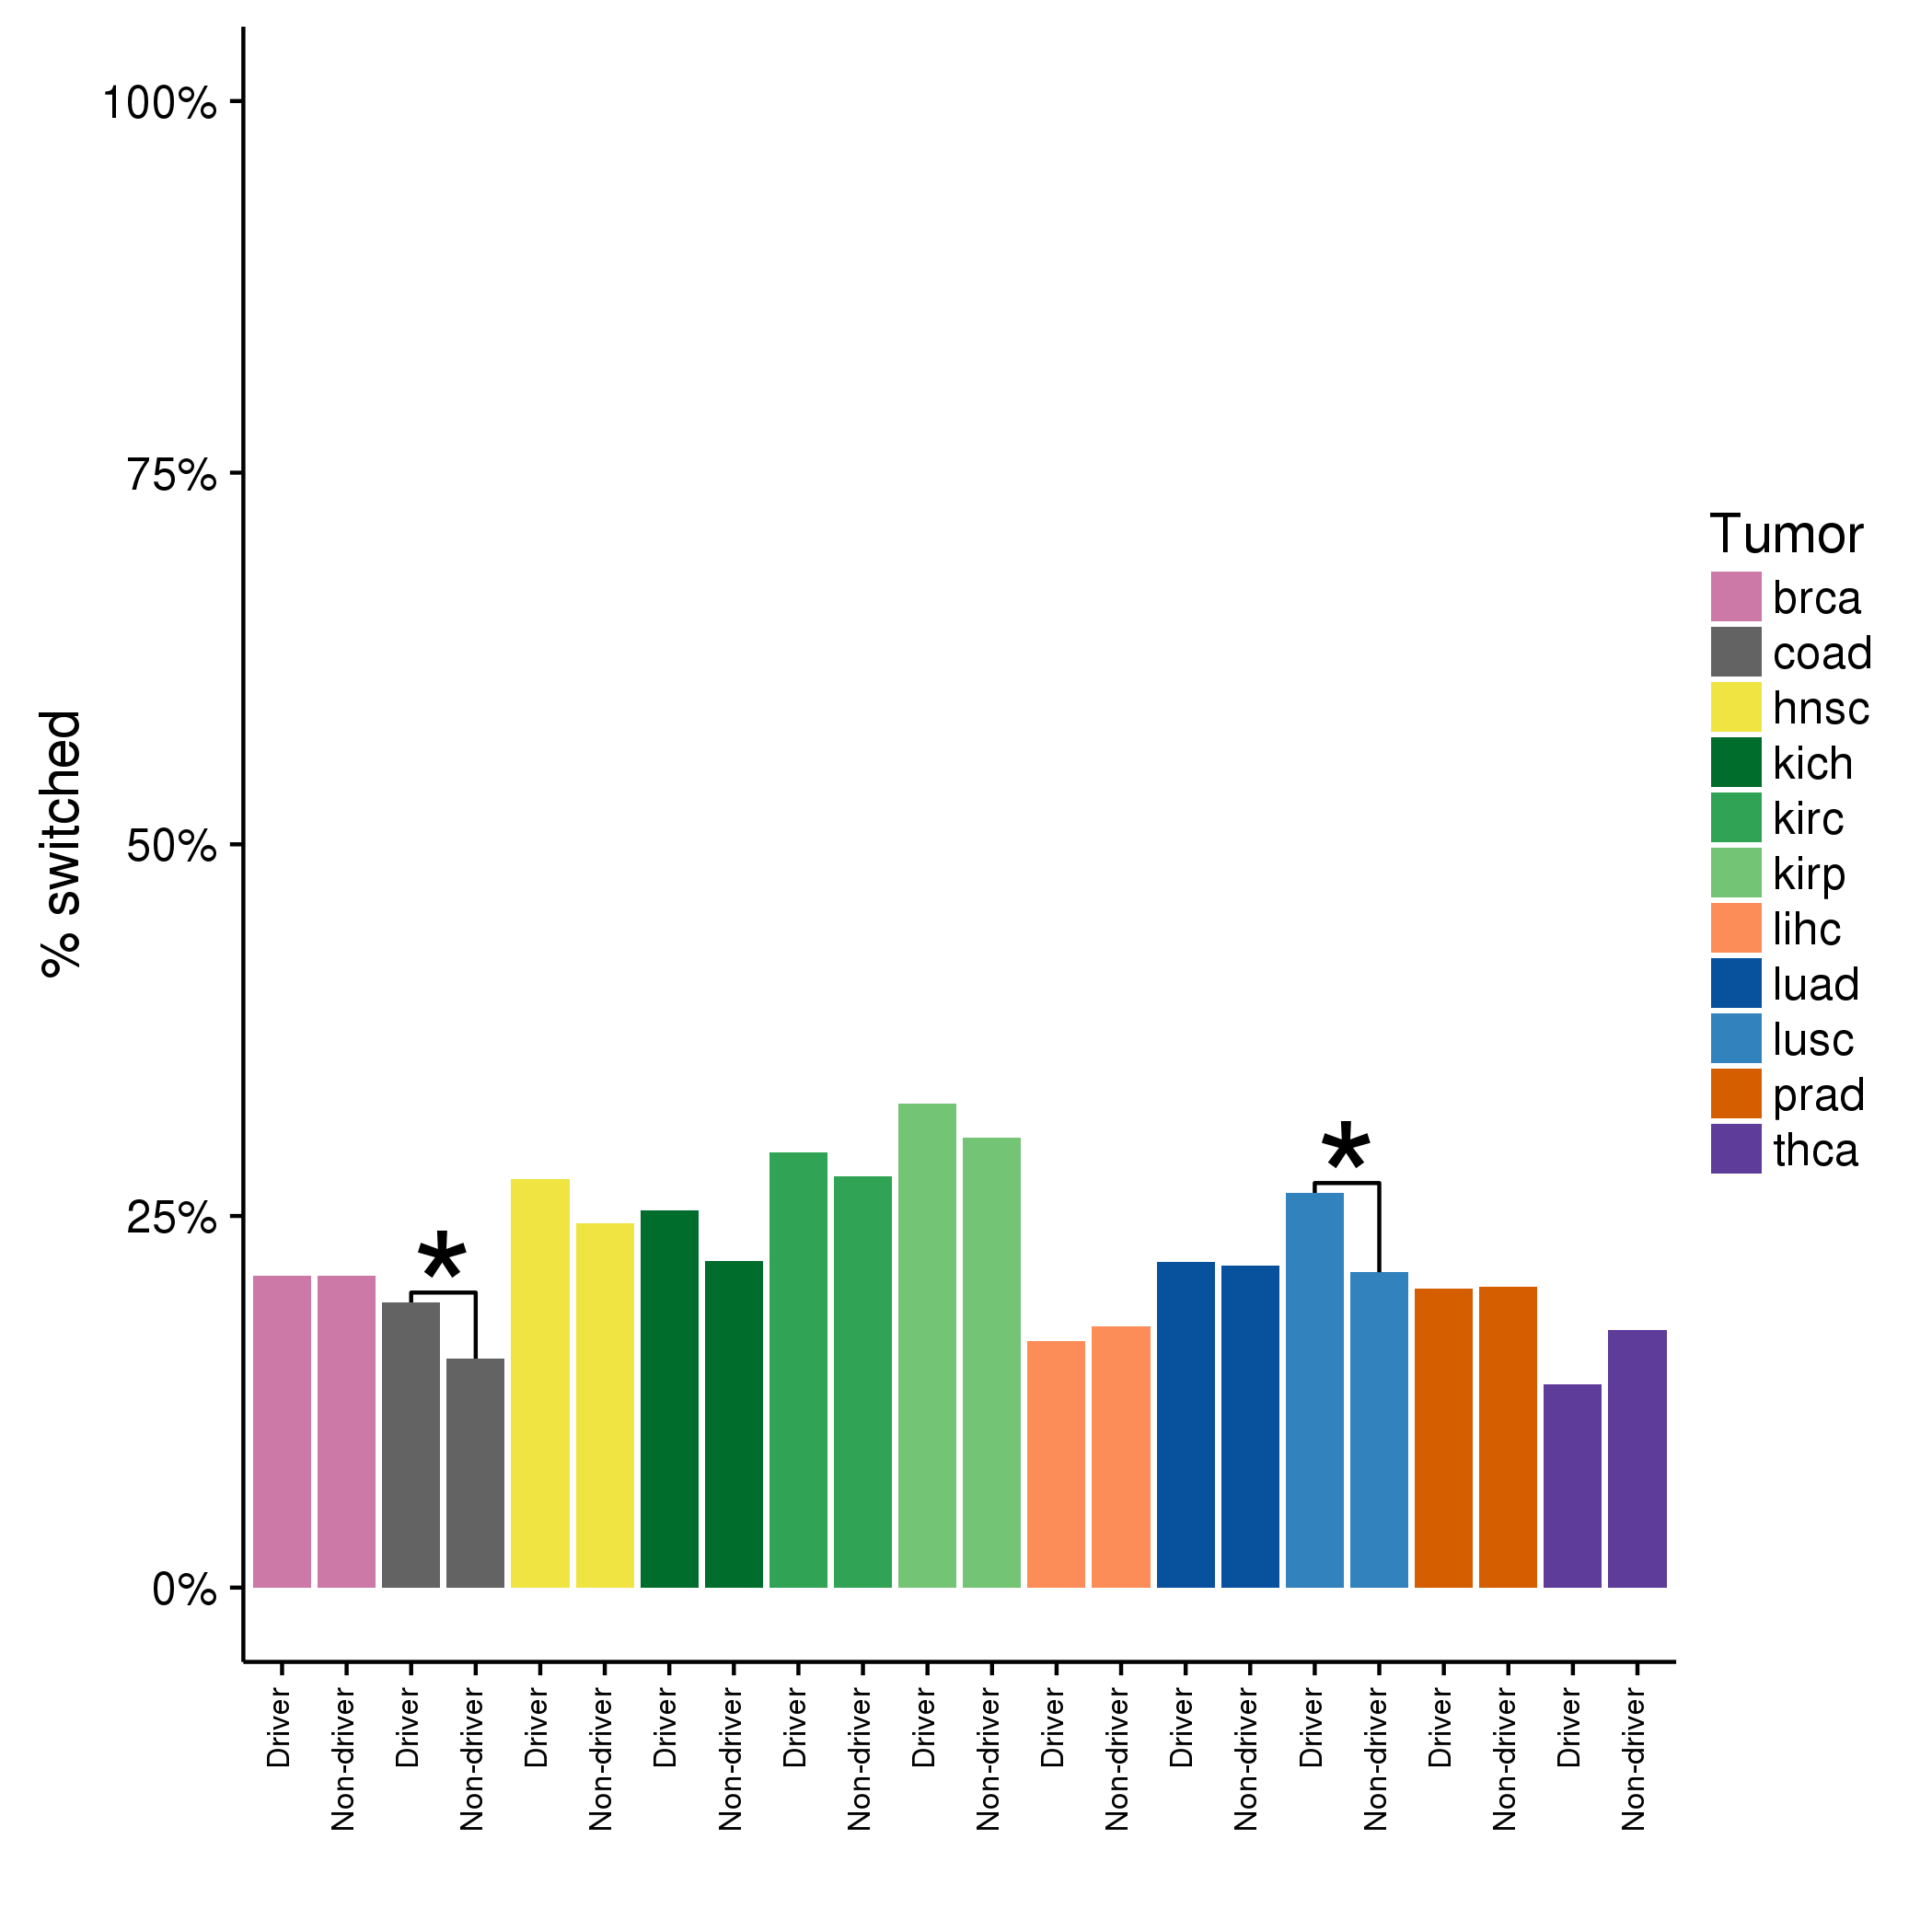 100%
75%
50%
25%
0%
% switched
*
*
Driver
Non-driver
Driver
Non-driver
Driver
Non-driver
Driver
Non-driver
Driver
Non-driver
Driver
Non-driver
Driver
Non-driver
Driver
Non-driver
Driver
Non-driver
Driver
Non-driver
Driver
Non-driver
Tumor
brca
coad
hnsc
kich
kirc
kirp
lihc
luad
lusc
prad
thca